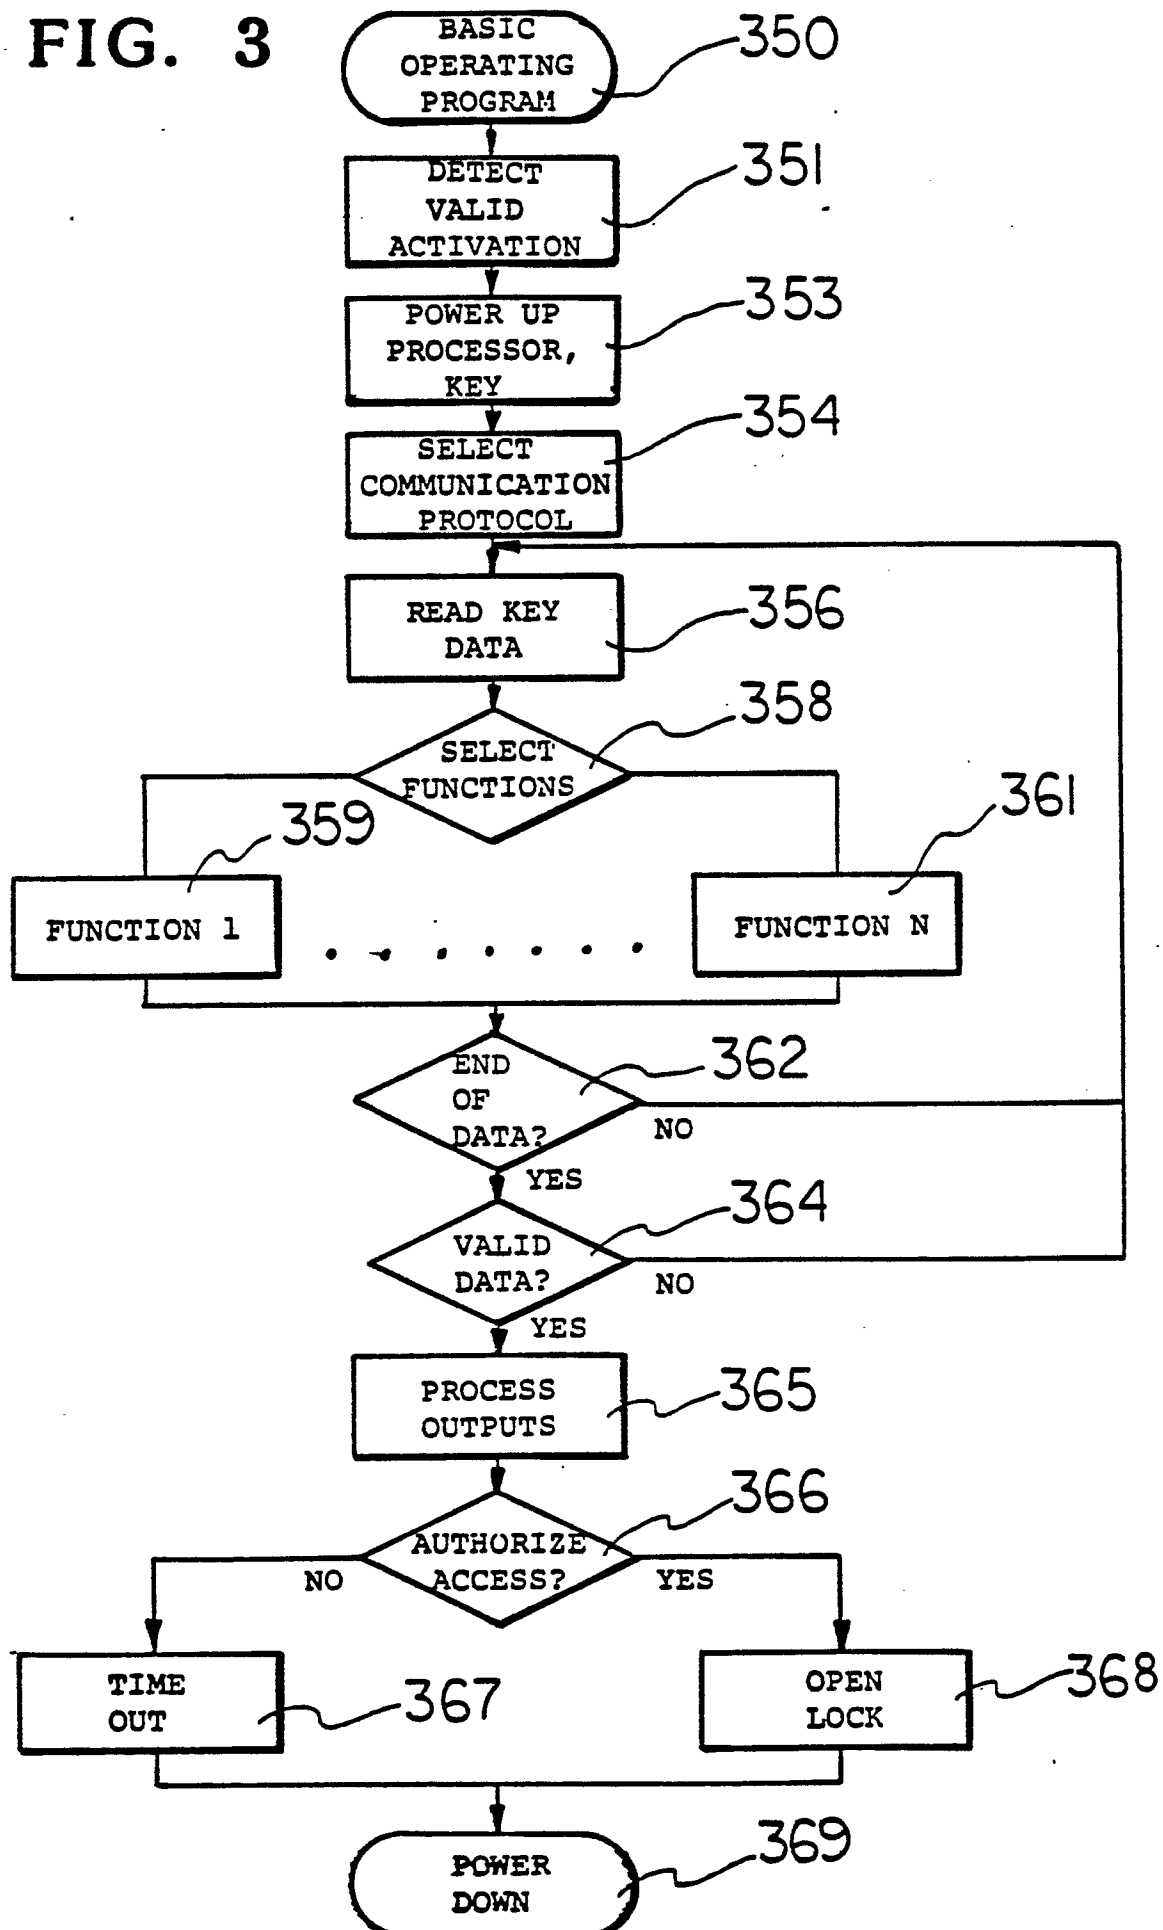 FIG. 3
BASIC
OPERATING
PROGRAM
350
DETECT
VALID
ACTIVATION
351
POWER UP
PROCESSOR,
KEY
353
SELECT
COMMUNICATION
PROTOCOL
354
READ KEY
DATA
356
SELECT
FUNCTIONS
358
359
361
FUNCTION 1
. . . . . . .
FUNCTION N
END
OF
DATA?
362
NO
YES
VALID
DATA?
364
NO
YES
PROCESS
OUTPUTS
365
AUTHORIZE
ACCESS?
366
NO
YES
TIME
OUT
367
OPEN
LOCK
368
POWER
DOWN
369